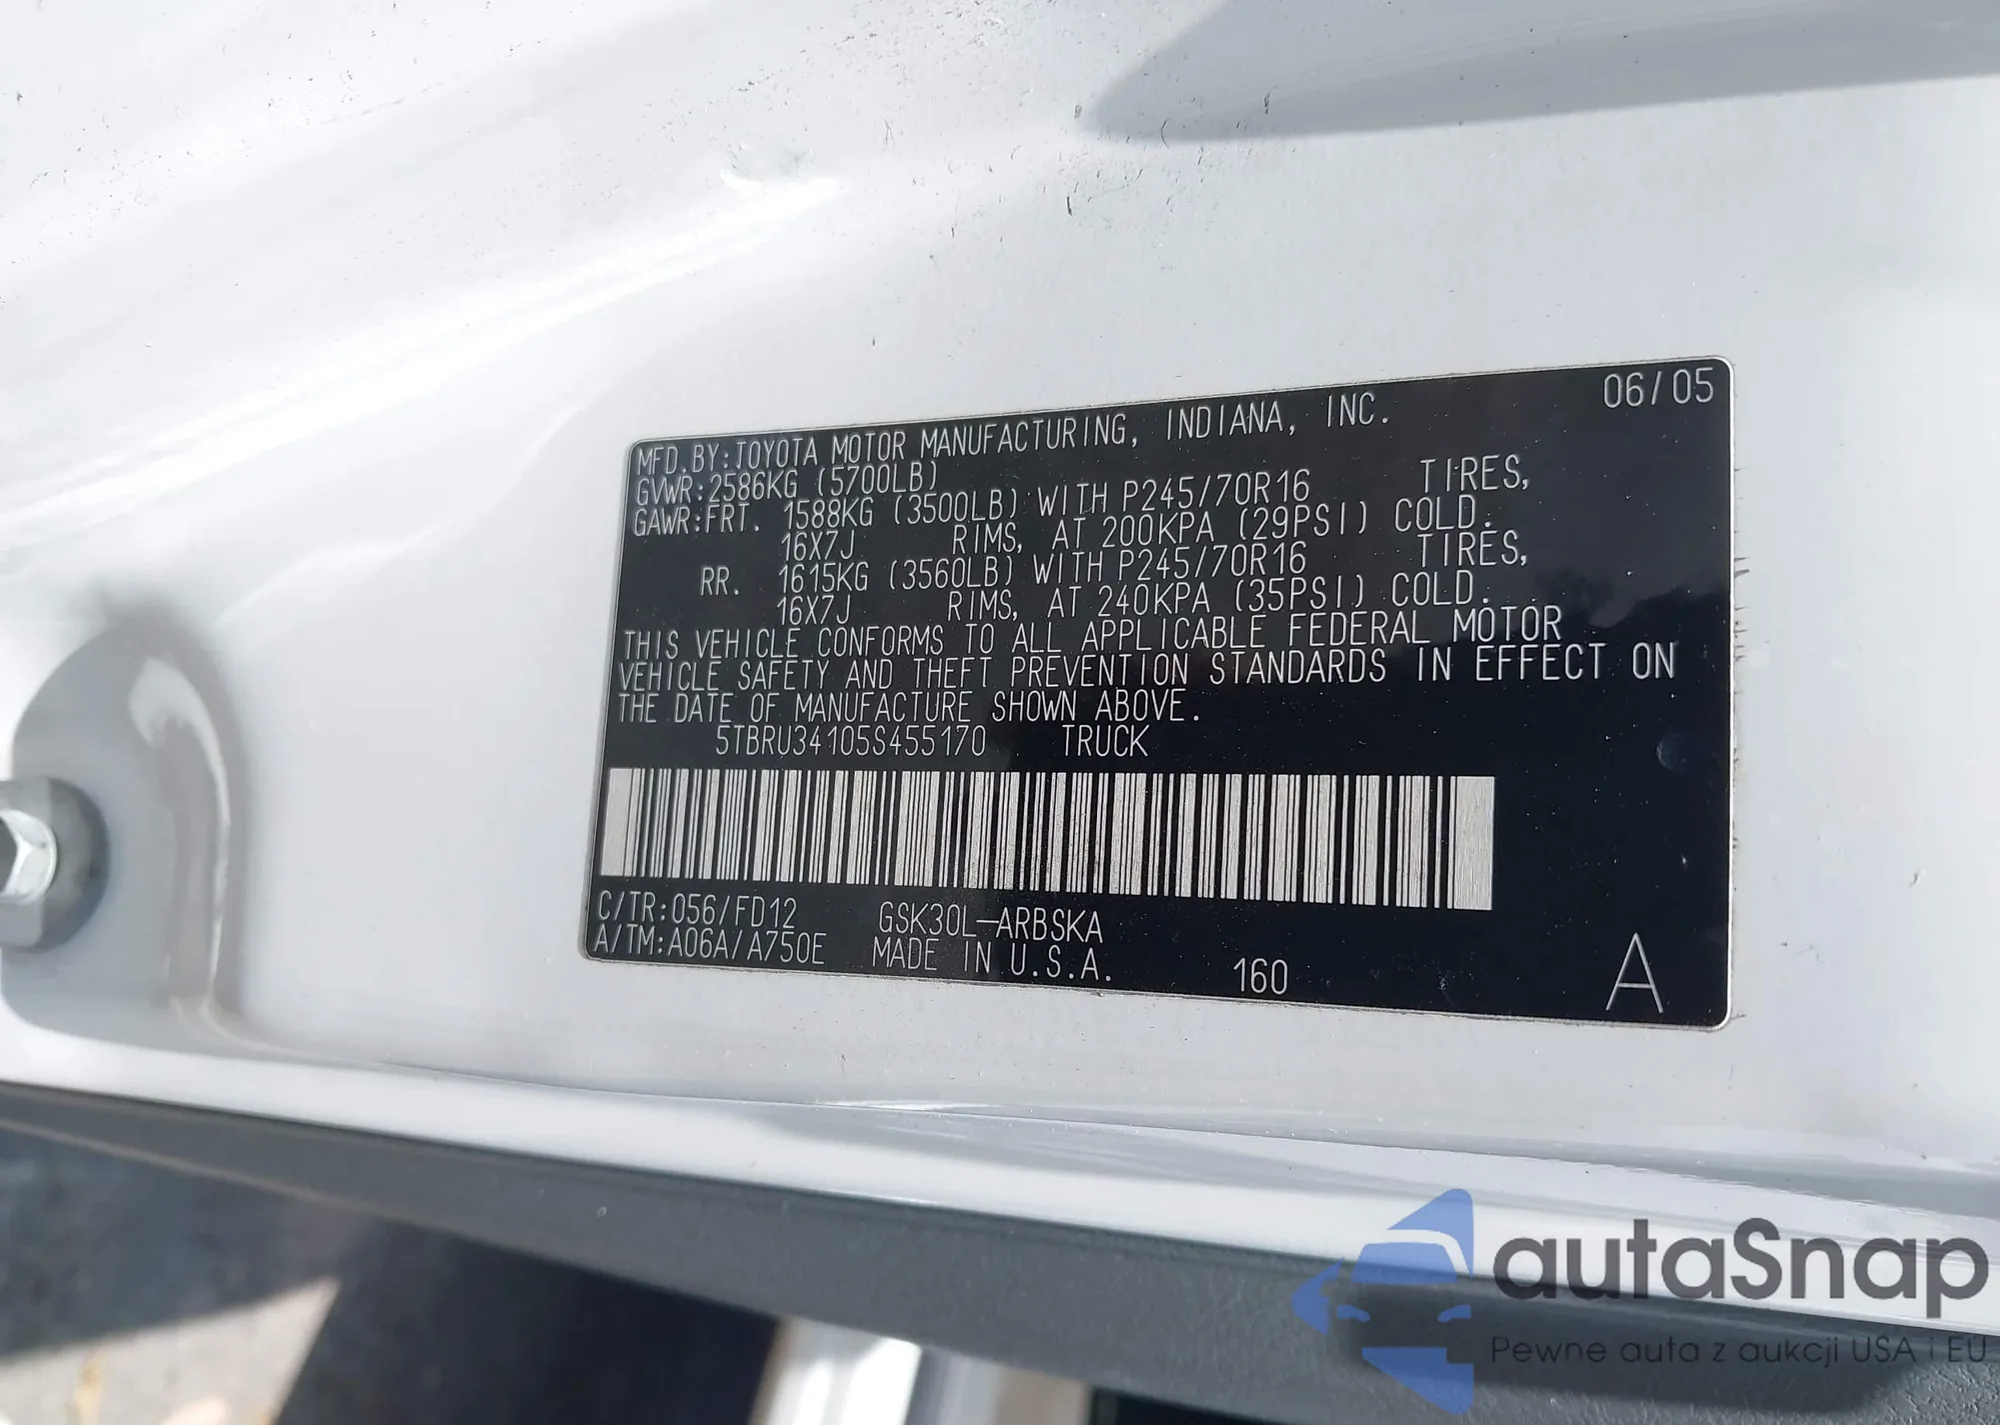 06/05
MFD.BY:TOYOTA MOTOR MANUFACTURING, INDIANA, INC.
GVWR:2586KG (5700LB)
GAWR:FRT. 1588KG (3500LB) WITH P245/70R16 TIRES,
16X7J RIMS, AT 200KPA (29PSI) COLD.
RR. 1615KG (3560LB) WITH P245/70R16 TIRES,
16X7J RIMS, AT 240KPA (35PSI) COLD.
THIS VEHICLE CONFORMS TO ALL APPLICABLE FEDERAL MOTOR
VEHICLE SAFETY AND THEFT PREVENTION STANDARDS IN EFFECT ON
THE DATE OF MANUFACTURE SHOWN ABOVE.
5TBRU34105S455170 TRUCK
C/TR:056/FD12 GSK30L-ARBSKA
A/TM:A06A/A750E MADE IN U.S.A. 160 A
autaSnap
Pewne auta z aukcji USA i EU